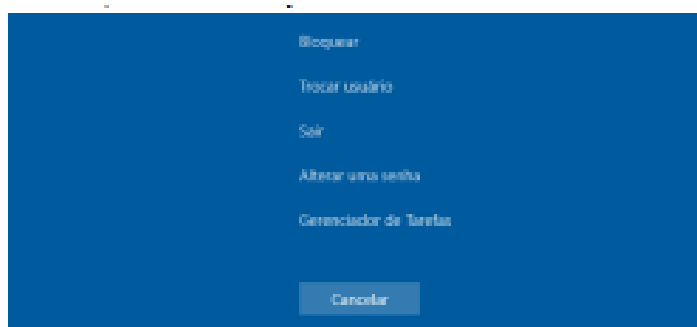 Bloquear
Trocar usuário
Sair
Alterar uma senha
Gerenciador de Tarefas
Cancelar